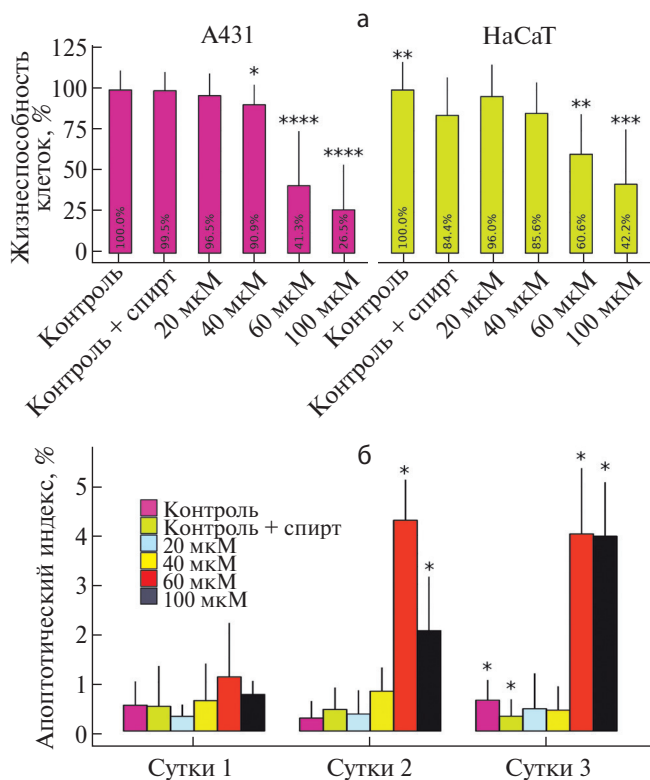 а
A431
HaCaT
Жизнеспособность клеток, %
125
100
75
50
25
0
*
****
****
**
**
***
100.0%
99.5%
96.5%
90.9%
41.3%
26.5%
100.0%
84.4%
96.0%
85.6%
60.6%
42.2%
Контроль
Контроль + спирт
20 мкМ
40 мкМ
60 мкМ
100 мкМ
Контроль
Контроль + спирт
20 мкМ
40 мкМ
60 мкМ
100 мкМ
б
Апоптотический индекс, %
5
4
5
2
1
0
Контроль
Контроль + спирт
20 мкМ
40 мкМ
60 мкМ
100 мкМ
*
*
*
*
*
*
Сутки 1
Сутки 2
Сутки 3